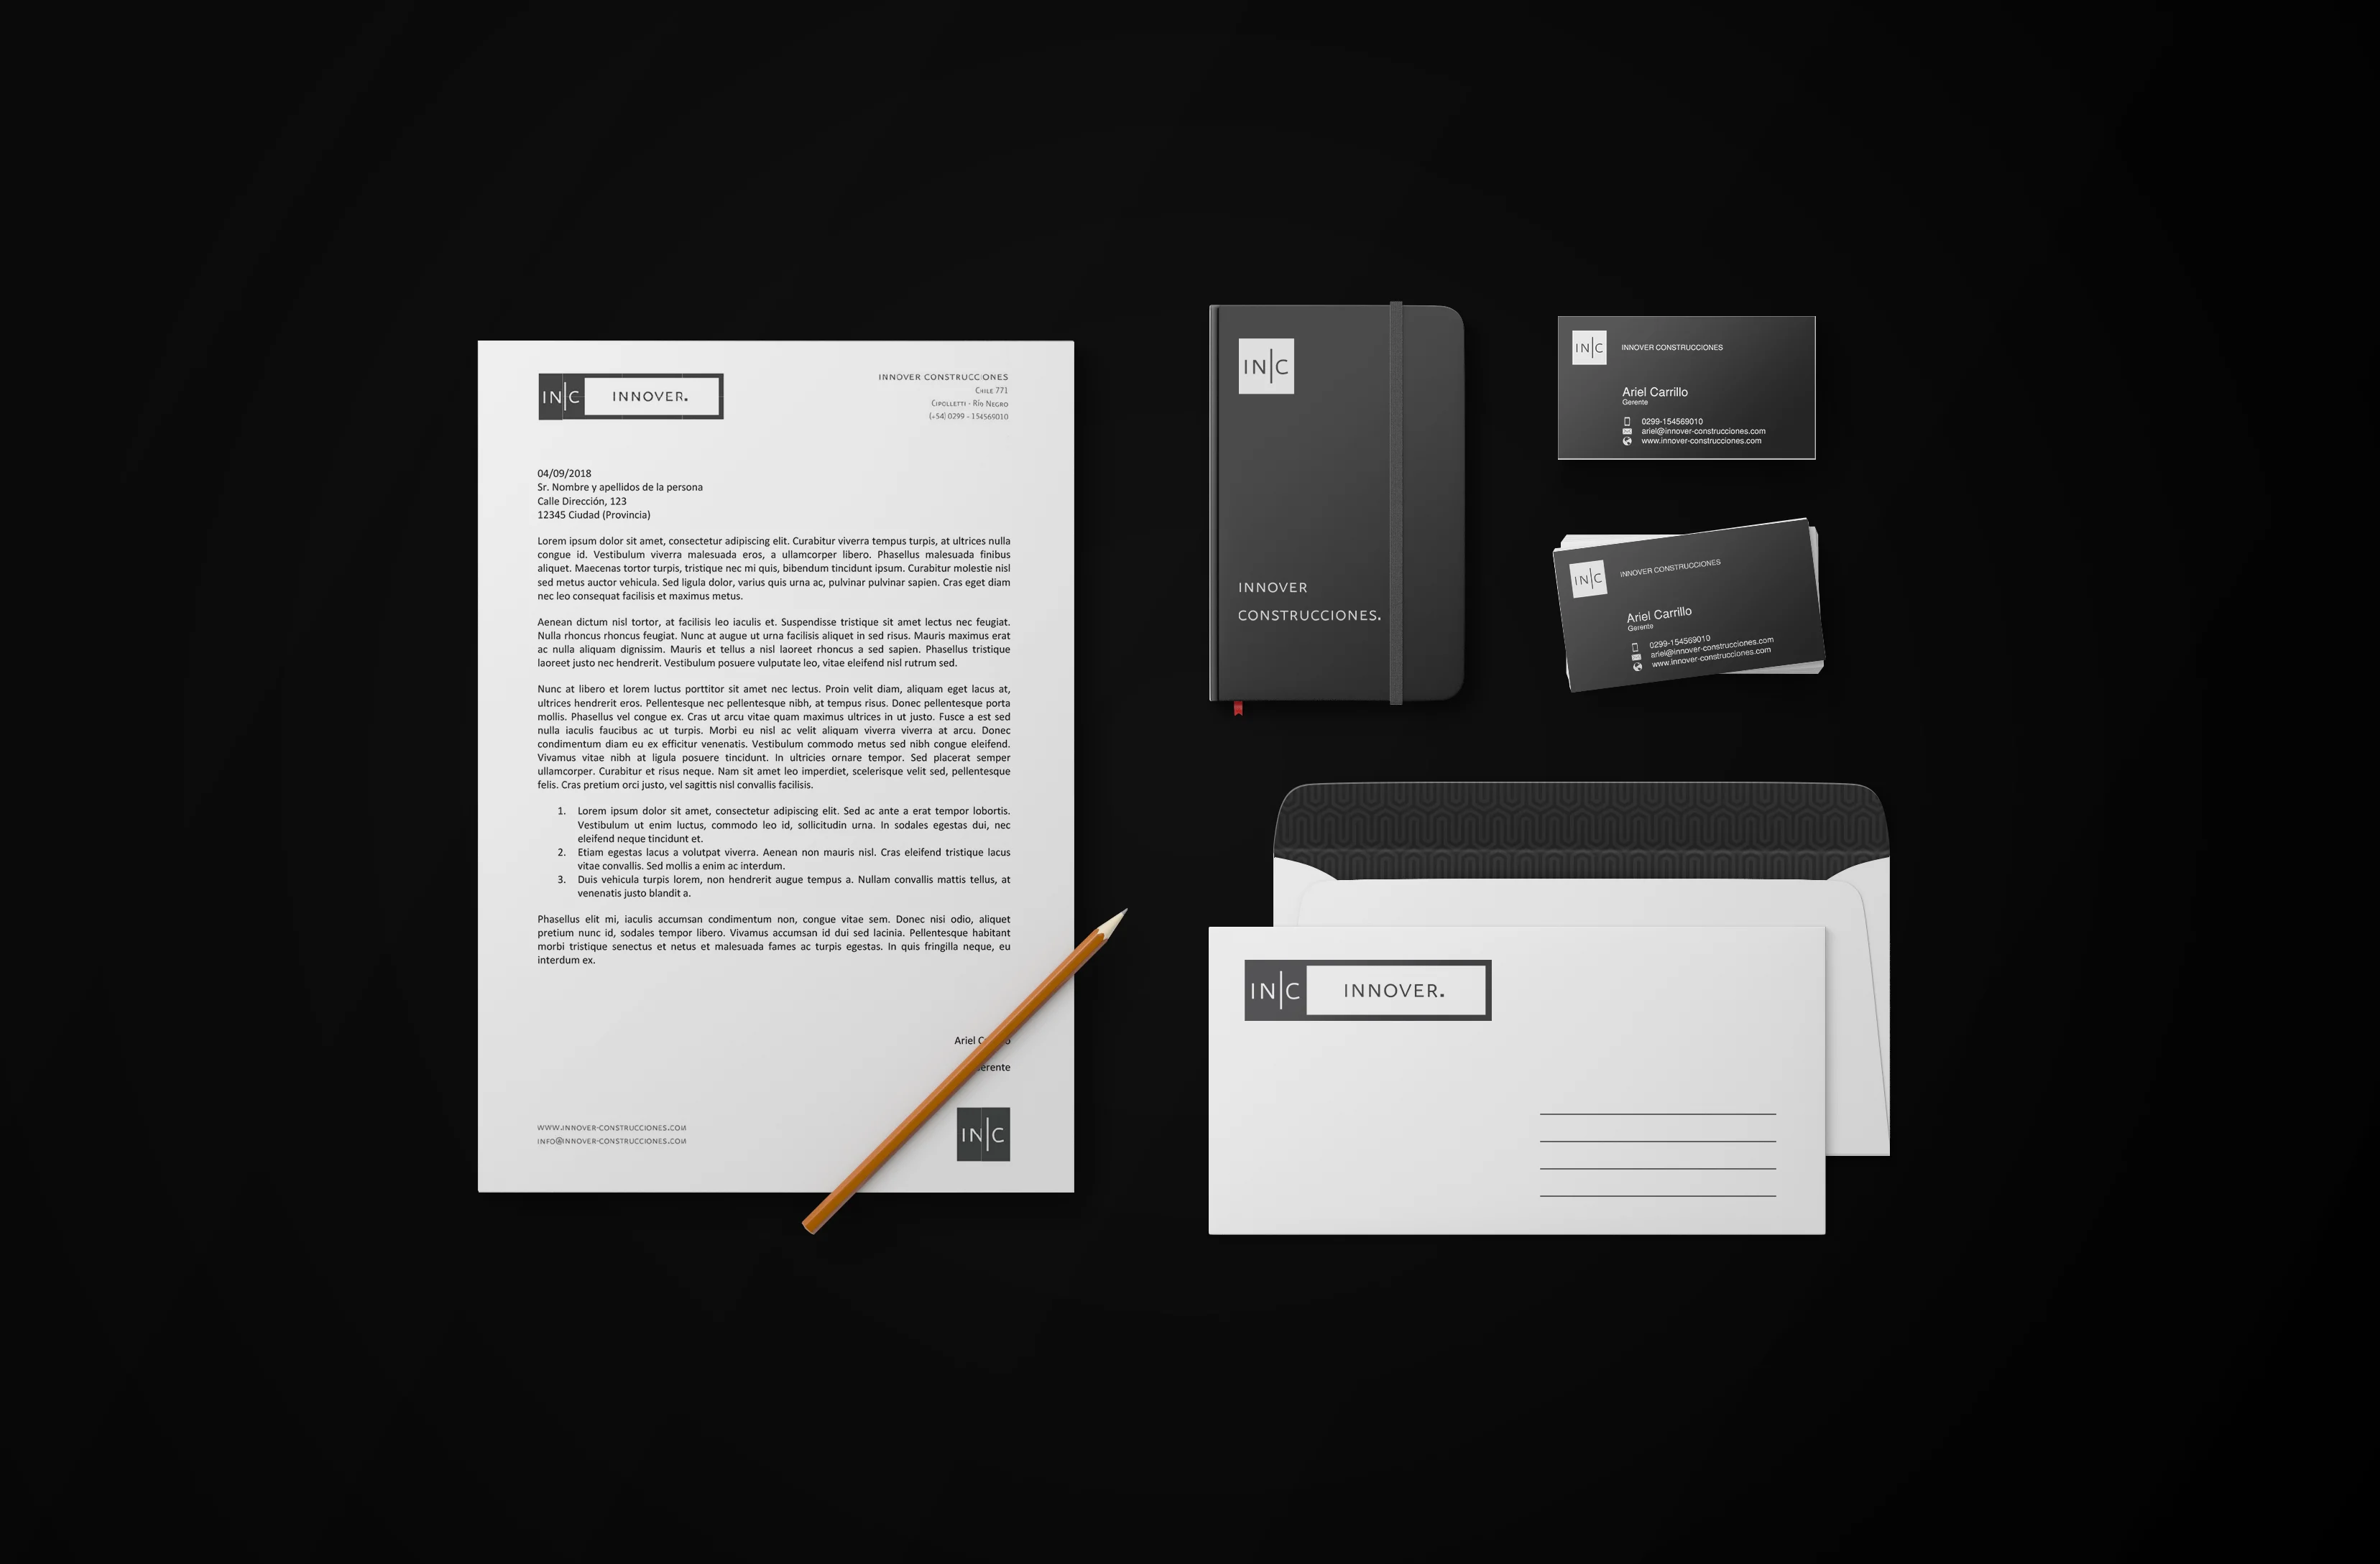 IN|C INNOVER.
INNOVER CONSTRUCCIONES
Chile 771
Cipolletti - Río Negro
(+54) 0299 - 154569010
04/09/2018
Sr. Nombre y apellidos de la persona
Calle Dirección, 123
12345 Ciudad (Provincia)
Lorem ipsum dolor sit amet, consectetur adipiscing elit. Curabitur viverra tempus turpis, at ultrices nulla
congue id. Vestibulum viverra malesuada eros, a ullamcorper libero. Phasellus malesuada finibus
aliquet. Maecenas tortor turpis, tristique nec mi quis, bibendum tincidunt ipsum. Curabitur molestie nisl
sed metus auctor vehicula. Sed ligula dolor, varius quis urna ac, pulvinar pulvinar sapien. Cras eget diam
nec leo consequat facilisis et maximus metus.
Aenean dictum nisl tortor, at facilisis leo iaculis et. Suspendisse tristique sit amet lectus nec feugiat.
Nulla rhoncus rhoncus feugiat. Nunc at augue ut urna facilisis aliquet in sed risus. Mauris maximus erat
ac nulla aliquam dignissim. Mauris et tellus a nisl laoreet rhoncus a sed sapien. Phasellus tristique
laoreet justo nec hendrerit. Vestibulum posuere vulputate leo, vitae eleifend nisl rutrum sed.
Nunc at libero et lorem luctus porttitor sit amet nec lectus. Proin velit diam, aliquam eget lacus at,
ultrices hendrerit eros. Pellentesque nec pellentesque nibh, at tempus risus. Donec pellentesque porta
mollis. Phasellus vel congue ex. Cras ut arcu vitae quam maximus ultrices in ut justo. Fusce a est sed
nulla iaculis faucibus ac ut turpis. Morbi eu nisl ac velit aliquam viverra viverra at arcu. Donec
condimentum diam eu ex efficitur venenatis. Vestibulum commodo metus sed nibh congue eleifend.
Vivamus vitae nibh at ligula posuere tincidunt. In ultricies ornare tempor. Sed placerat semper
ullamcorper. Curabitur et risus neque. Nam sit amet leo imperdiet, scelerisque velit sed, pellentesque
felis. Cras pretium orci justo, vel sagittis nisl convallis facilisis.
1. Lorem ipsum dolor sit amet, consectetur adipiscing elit. Sed ac ante a erat tempor lobortis.
Vestibulum ut enim luctus, commodo leo id, sollicitudin urna. In sodales egestas dui, nec
eleifend neque tincidunt et.
2. Etiam egestas lacus a volutpat viverra. Aenean non mauris nisl. Cras eleifend tristique lacus
vitae convallis. Sed mollis a enim ac interdum.
3. Duis vehicula turpis lorem, non hendrerit augue tempus a. Nullam convallis mattis tellus, at
venenatis justo blandit a.
Phasellus elit mi, iaculis accumsan condimentum non, congue vitae sem. Donec nisi odio, aliquet
pretium nunc id, sodales tempor libero. Vivamus accumsan id dui sed lacinia. Pellentesque habitant
morbi tristique senectus et netus et malesuada fames ac turpis egestas. In quis fringilla neque, eu
interdum ex.
Ariel
WWW.INNOVER-CONSTRUCCIONES.COM
INFO@INNOVER-CONSTRUCCIONES.COM
IN|C
IN|C
INNOVER
CONSTRUCCIONES.
IN|C INNOVER CONSTRUCCIONES
Ariel Carrillo
Gerente
0299-154569010
ariel@innover-construcciones.com
www.innover-construcciones.com
IN|C INNOVER CONSTRUCCIONES
Ariel Carrillo
Gerente
0299-154569010
ariel@innover-construcciones.com
www.innover-construcciones.com
IN|C INNOVER.